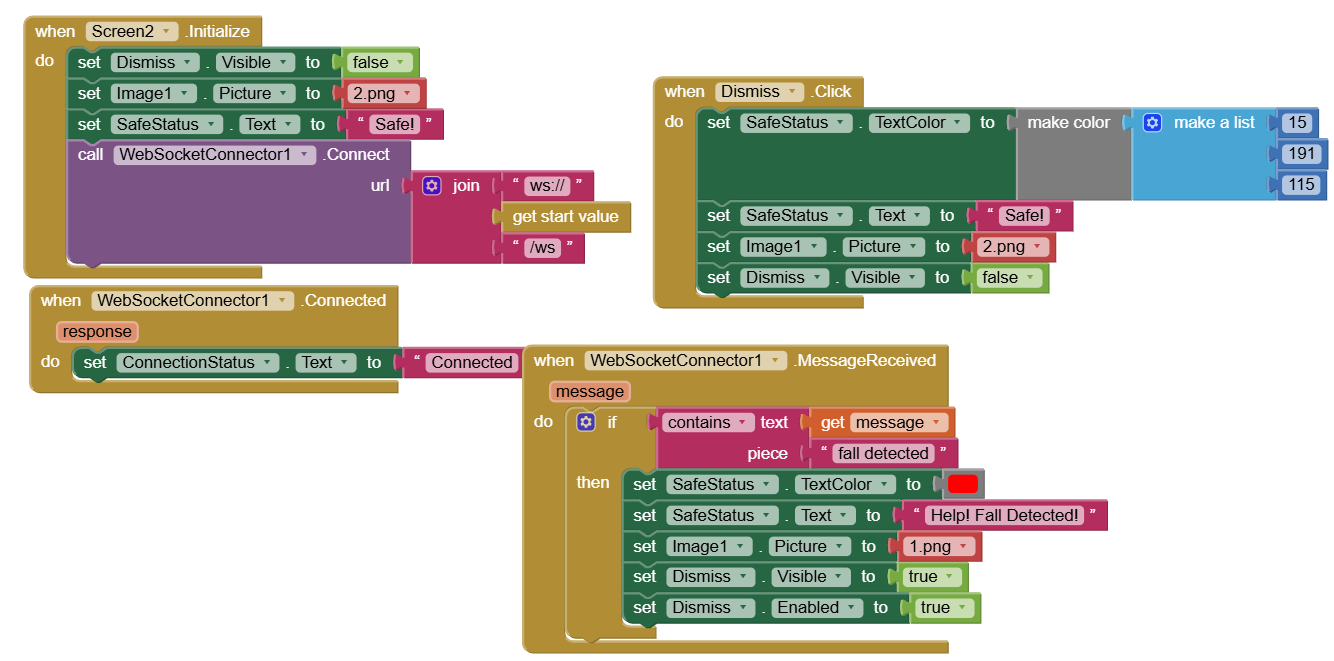 when Screen2 .Initialize
do set Dismiss . Visible to false
set Image1 . Picture to 2.png
set SafeStatus . Text to “ Safe! ”
call WebSocketConnector1 .Connect
url join “ ws:// ”
get start value
“ /ws ”
when WebSocketConnector1 .Connected
response
do set ConnectionStatus . Text to “ Connected
when Dismiss .Click
do set SafeStatus . TextColor to make color make a list 15
191
115
set SafeStatus . Text to “ Safe! ”
set Image1 . Picture to 2.png
set Dismiss . Visible to false
when WebSocketConnector1 .MessageReceived
message
do if contains text get message
piece “ fall detected ”
then set SafeStatus . TextColor to
set SafeStatus . Text to “ Help! Fall Detected! ”
set Image1 . Picture to 1.png
set Dismiss . Visible to true
set Dismiss . Enabled to true